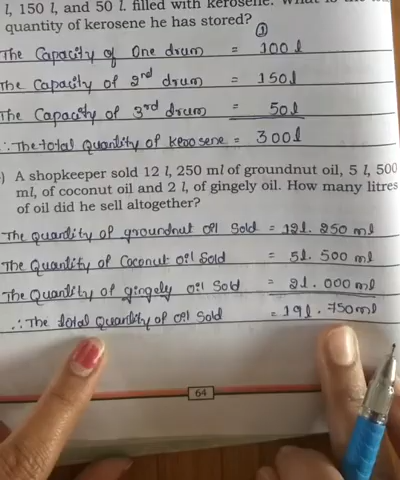 l, 150 l, and 50 l filled with kerosene. What is the
quantity of kerosene he has stored?
①
The Capacity of One drum = 100 l
The Capacity of 2nd drum = 150 l
The Capacity of 3rd drum = 50 l
∴ The total Quantity of kerosene = 300 l
) A shopkeeper sold 12 l, 250 ml of groundnut oil, 5 l, 500
ml, of coconut oil and 2 l, of gingely oil. How many litres
of oil did he sell altogether?
The Quantity of groundnut oil Sold = 12 l. 250 ml
The Quantity of Coconut oil Sold = 5 l. 500 ml
The Quantity of gingely oil Sold = 2 l. 000 ml
∴ The total Quantity of oil Sold = 19 l. 750 ml
64